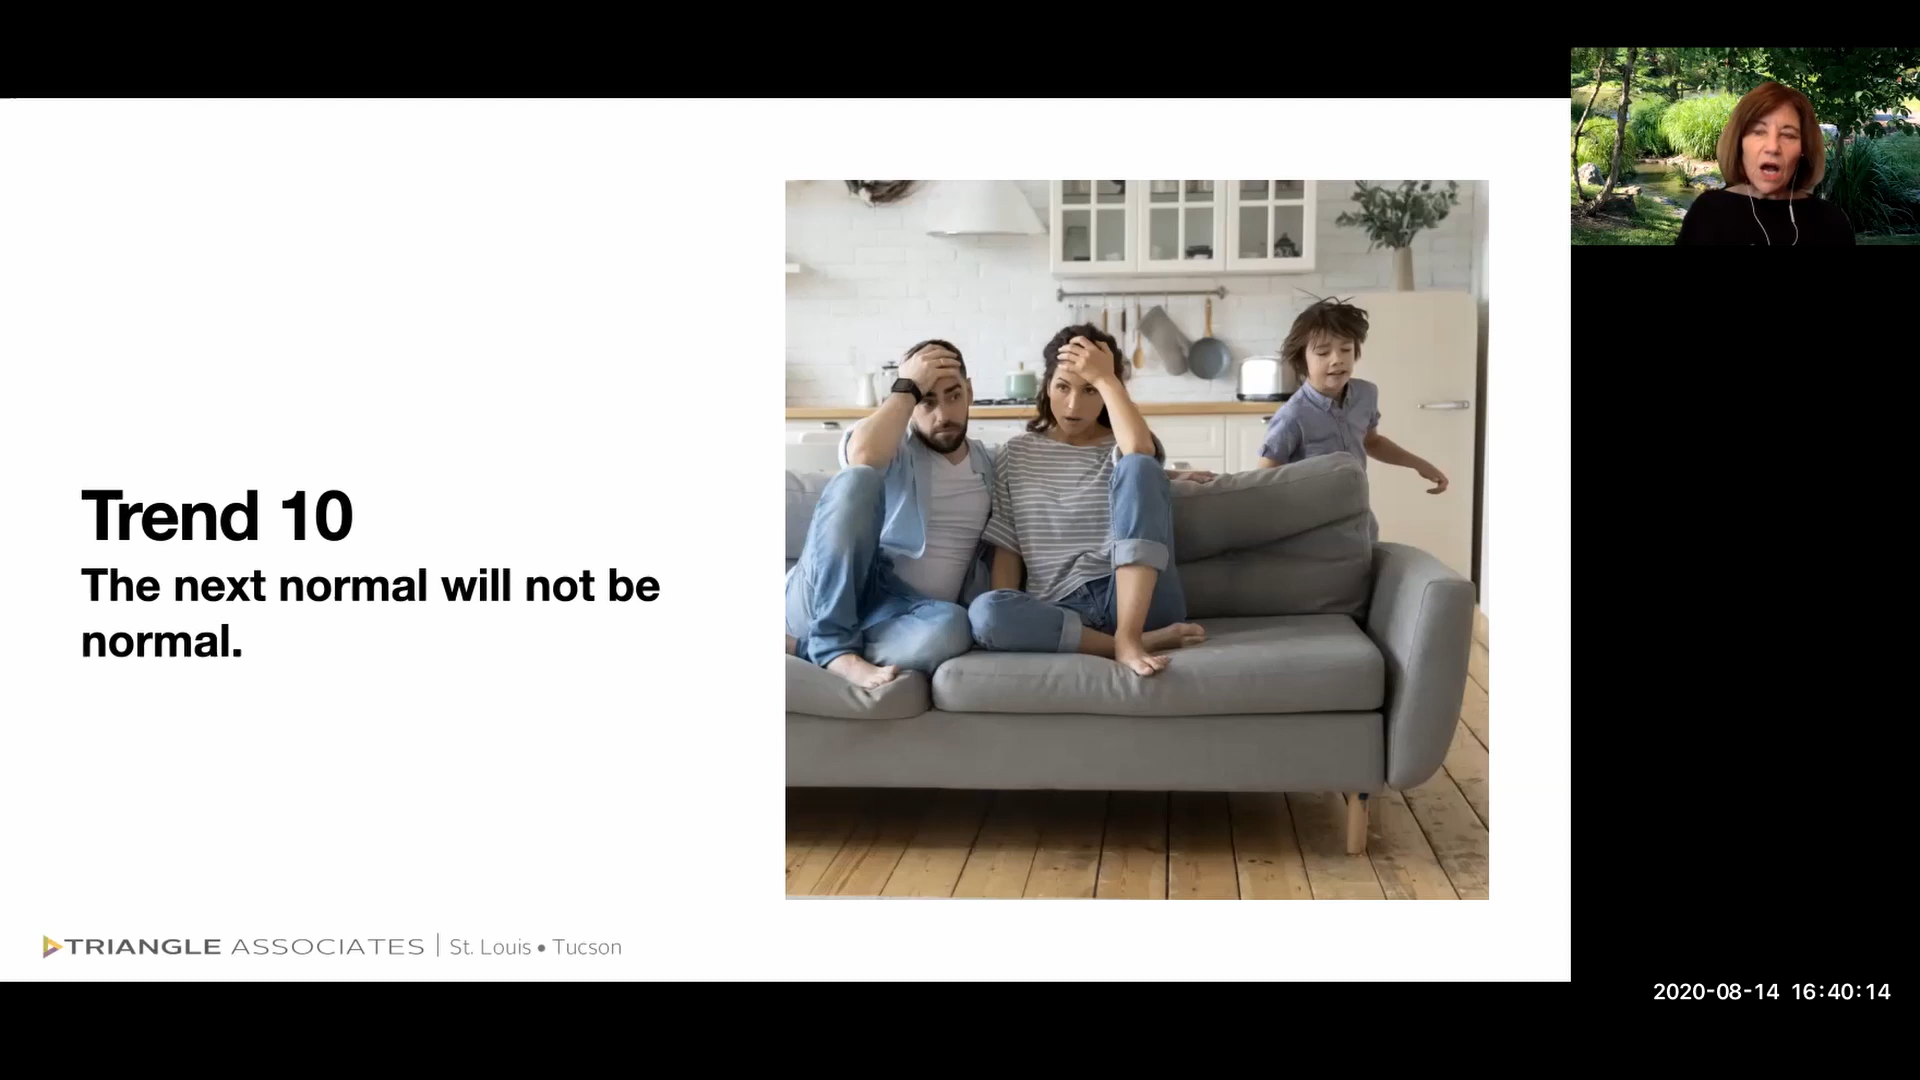 Trend 10
The next normal will not be
normal.
TRIANGLE ASSOCIATES | St. Louis • Tucson
2020-08-14 16:40:14